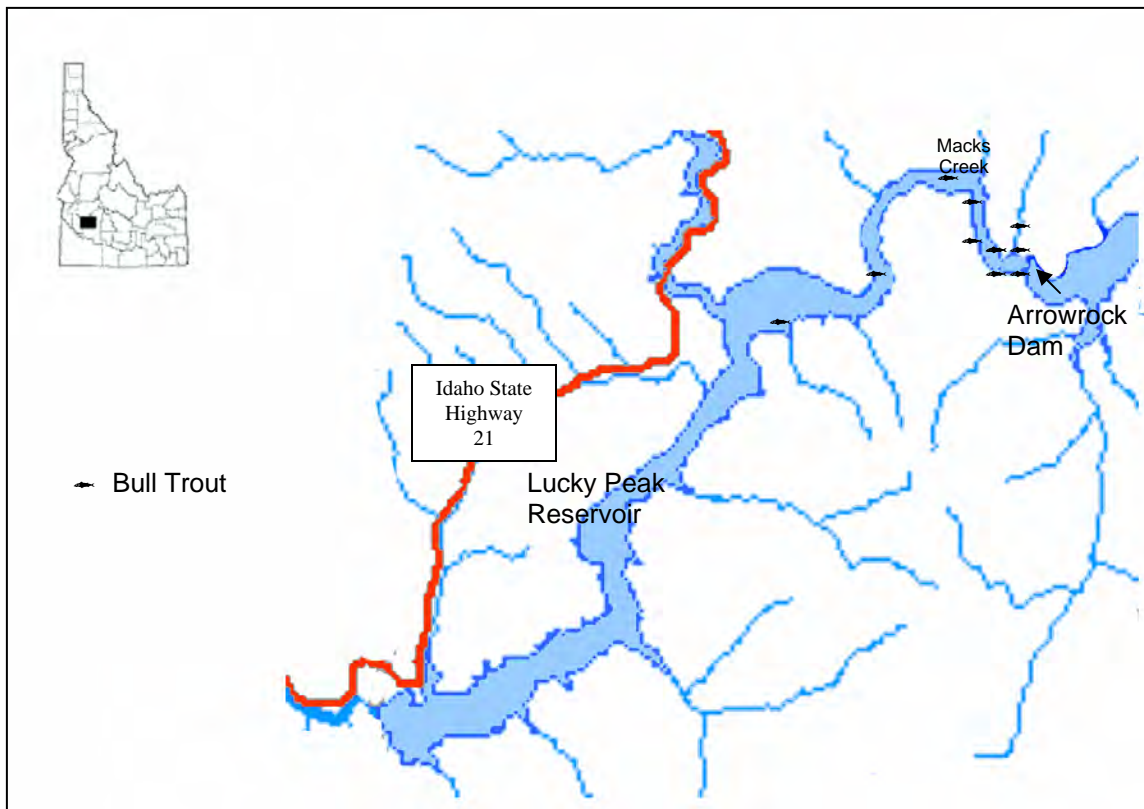 Macks
Creek
Arrowrock
Dam
Idaho State
Highway
21
Bull Trout
Lucky Peak
Reservoir